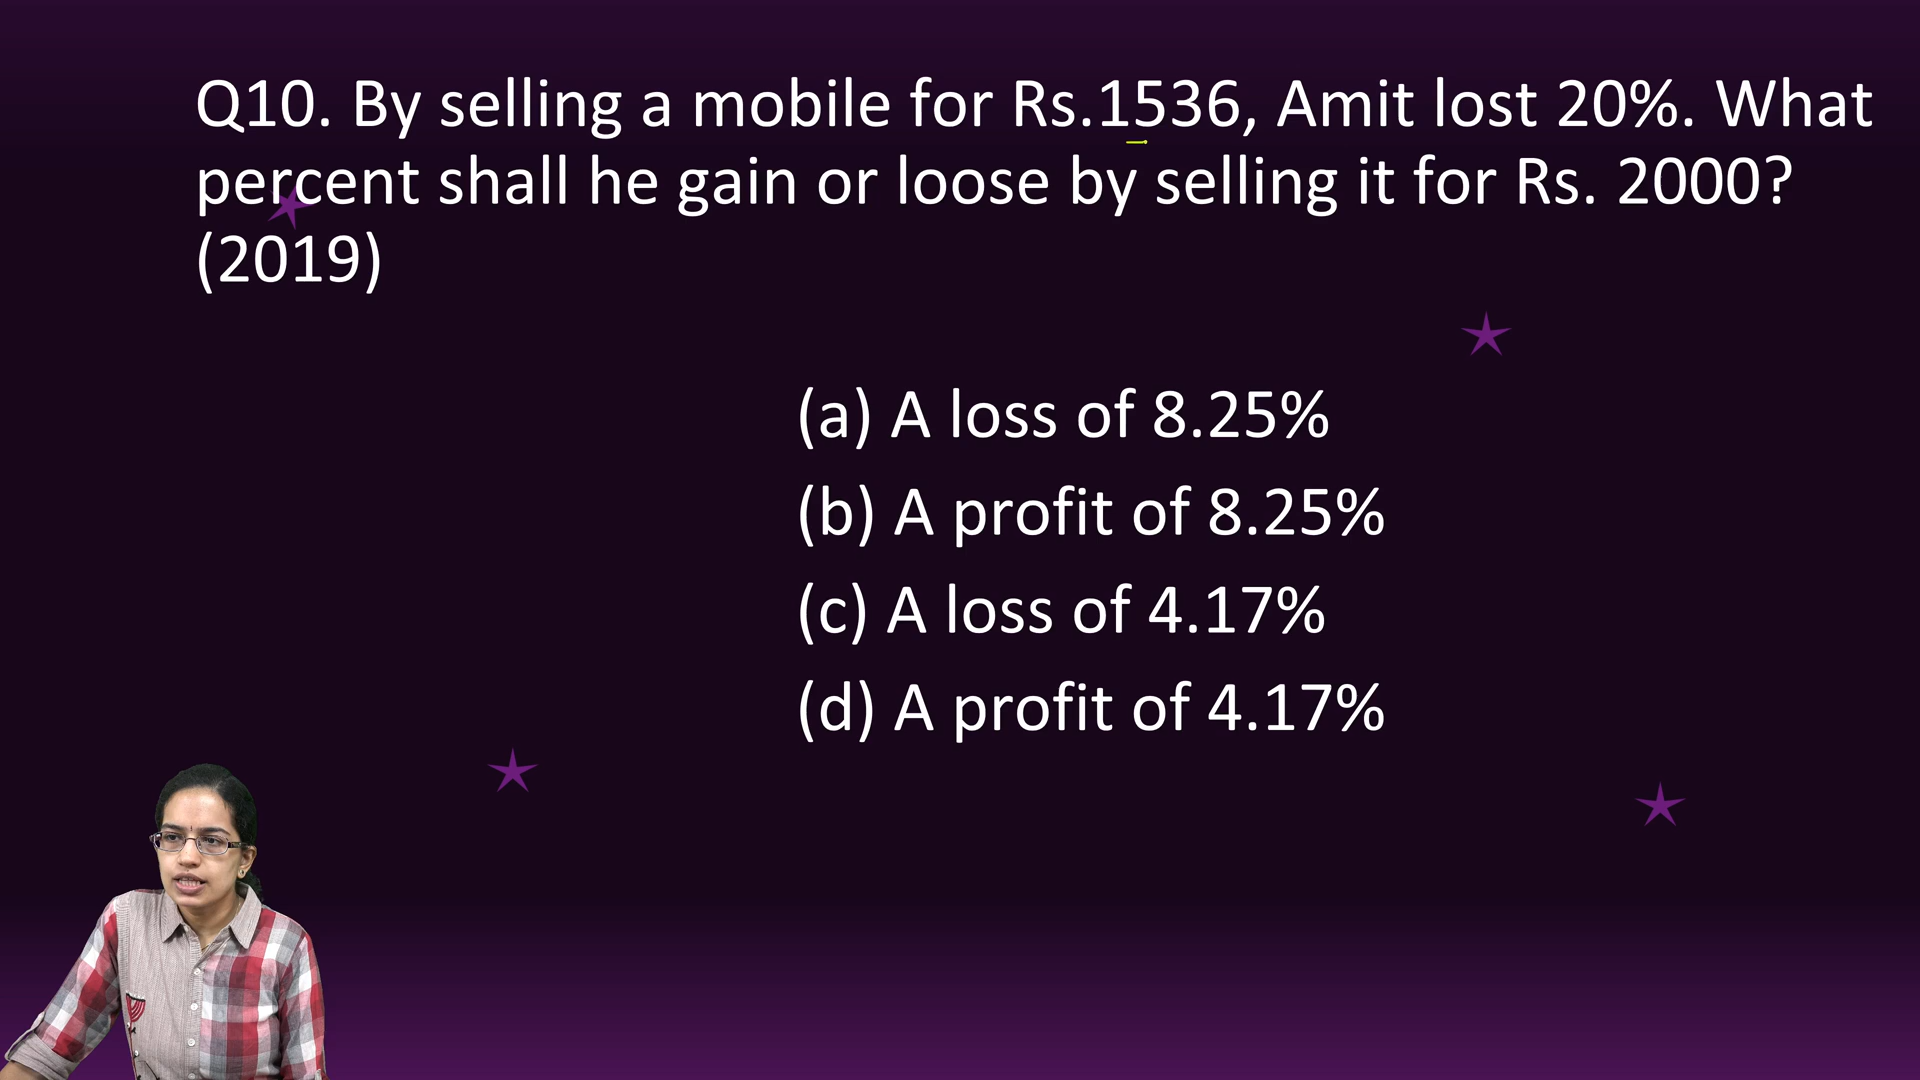 Q10. By selling a mobile for Rs.1536, Amit lost 20%. What
percent shall he gain or loose by selling it for Rs. 2000?
(2019)
(a) A loss of 8.25%
(b) A profit of 8.25%
(c) A loss of 4.17%
(d) A profit of 4.17%